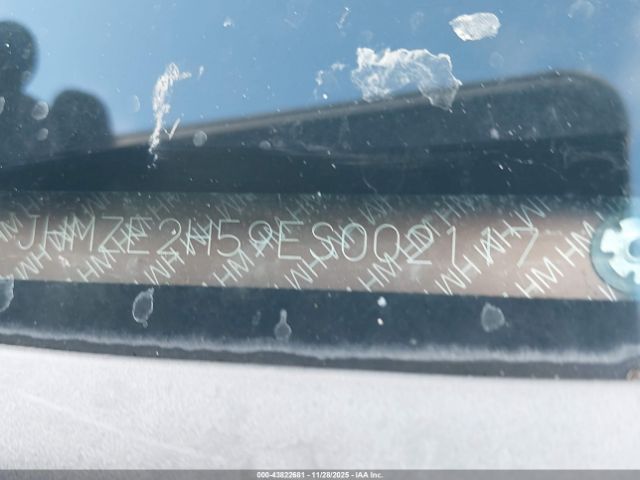 JHMZE2H59ES002117
000-43822681 - 11/28/2025 - IAA Inc.